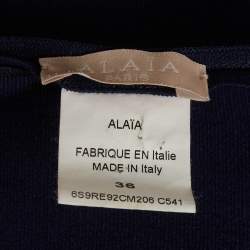 ALAÏA
PARIS
ALAÏA
FABRIQUE EN Italie
MADE IN Italy
36
6S9RE92CM206 C541